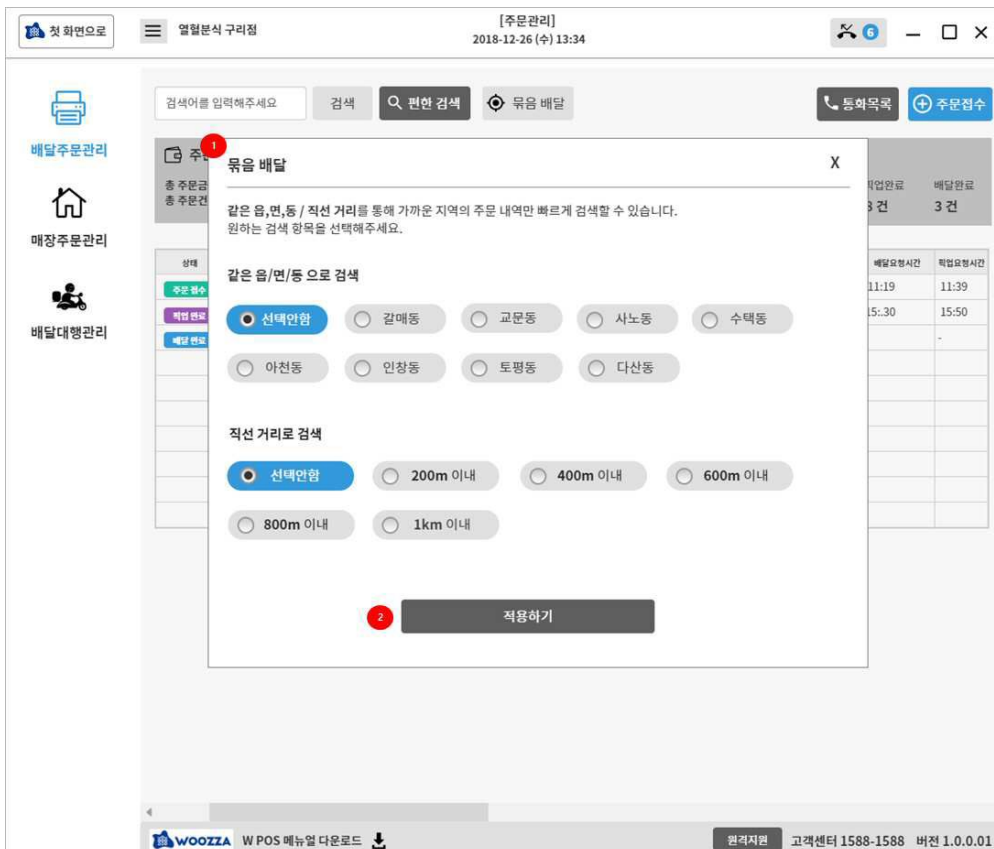 첫 화면으로
열혈분식 구리점
[주문관리]
2018-12-26 (수) 13:34
6
검색어를 입력해주세요
검색
편한 검색
묶음 배달
통화목록
주문접수
배달주문관리
매장주문관리
배달대행관리
1
묶음 배달
X
총 주문금
총 주문건
픽업완료
배달완료
3 건
3 건
같은 읍,면,동 / 직선 거리를 통해 가까운 지역의 주문 내역만 빠르게 검색할 수 있습니다.
원하는 검색 항목을 선택해주세요.
상태
배달요청시간
픽업요청시간
주문접수
11:19
11:39
픽업완료
15:.30
15:50
배달완료
-
같은 읍/면/동 으로 검색
선택안함
갈매동
교문동
사노동
수택동
아천동
인창동
토평동
다산동
직선 거리로 검색
선택안함
200m 이내
400m 이내
600m 이내
800m 이내
1km 이내
2
적용하기
WOOZZA
W POS 메뉴얼 다운로드
원격지원
고객센터 1588-1588
버전 1.0.0.01